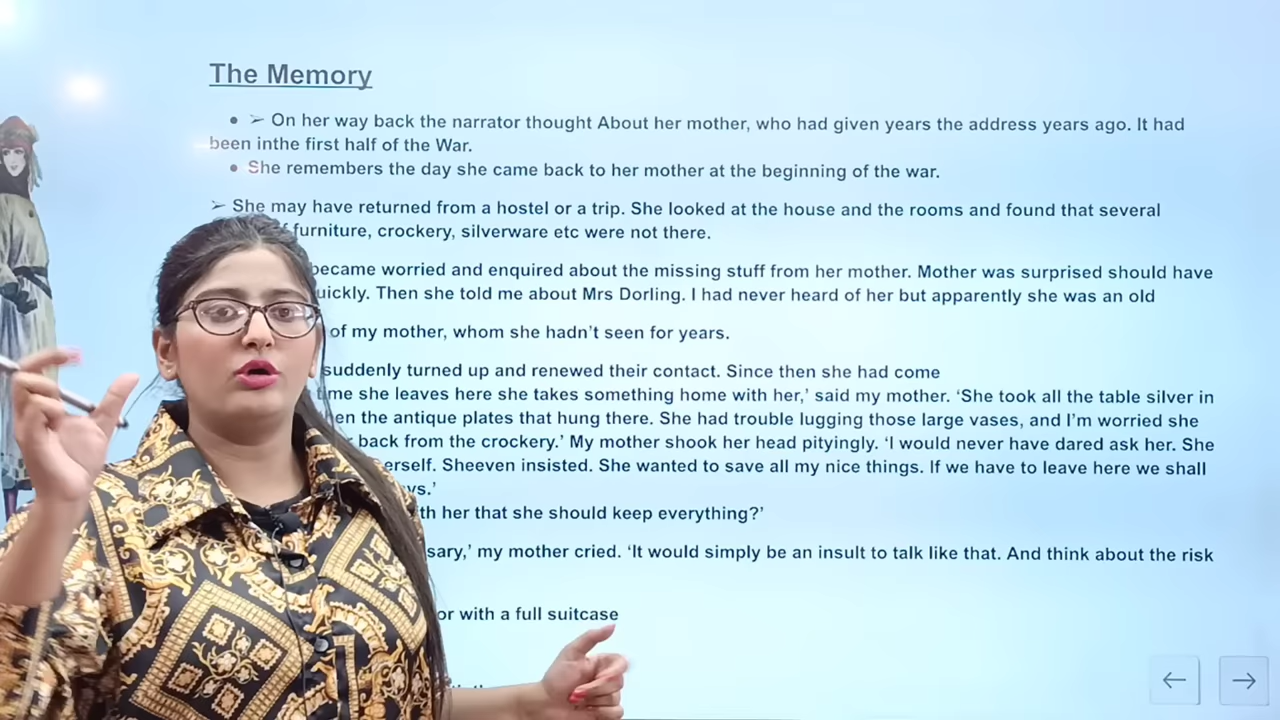 The Memory
• ➢ On her way back the narrator thought About her mother, who had given years the address years ago. It had
been inthe first half of the War.
• She remembers the day she came back to her mother at the beginning of the war.
➢ She may have returned from a hostel or a trip. She looked at the house and the rooms and found that several
furniture, crockery, silverware etc were not there.
became worried and enquired about the missing stuff from her mother. Mother was surprised should have
Then she told me about Mrs Dorling. I had never heard of her but apparently she was an old
of my mother, whom she hadn't seen for years.
suddenly turned up and renewed their contact. Since then she had come
time she leaves here she takes something home with her,' said my mother. 'She took all the table silver in
the antique plates that hung there. She had trouble lugging those large vases, and I'm worried she
back from the crockery.' My mother shook her head pityingly. 'I would never have dared ask her. She
Sheeven insisted. She wanted to save all my nice things. If we have to leave here we shall
her that she should keep everything?'
my mother cried. 'It would simply be an insult to talk like that. And think about the risk
with a full suitcase
← →